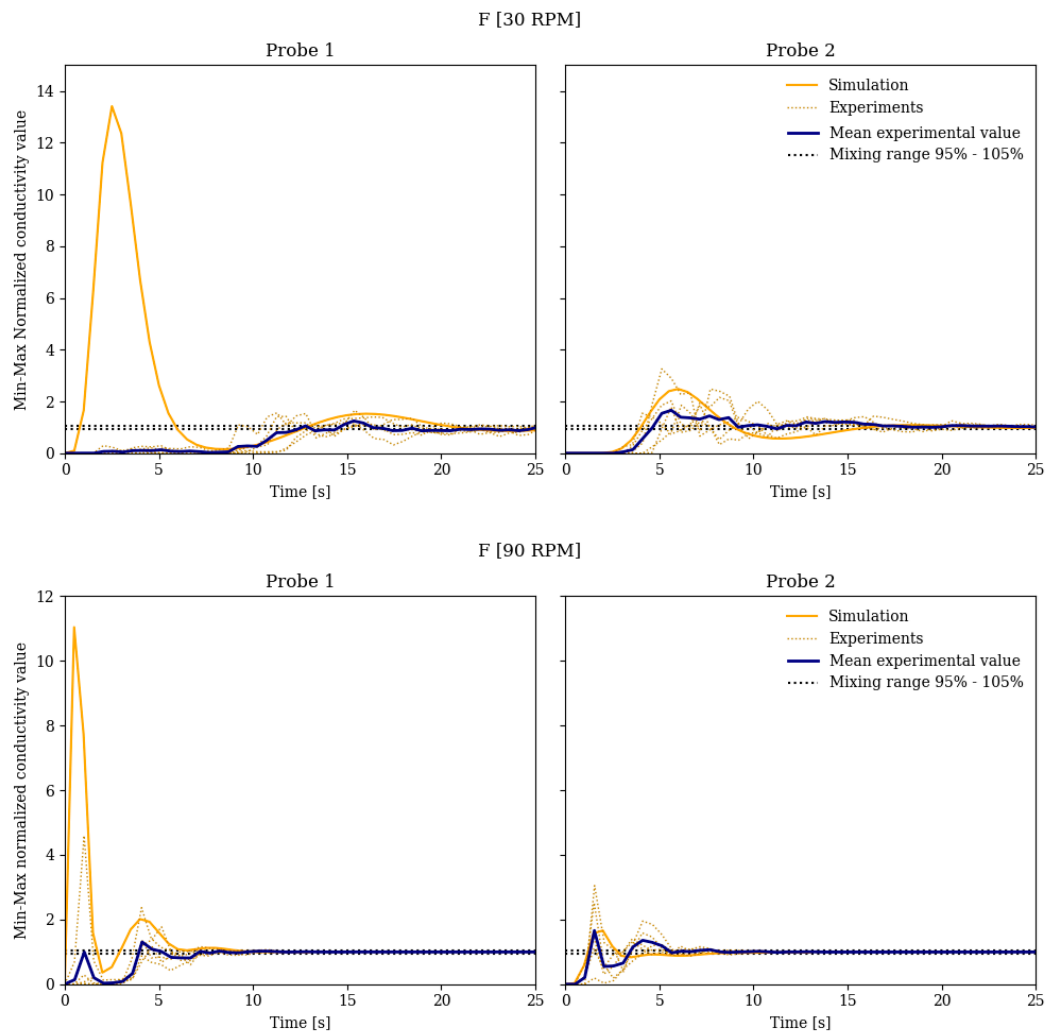 F [30 RPM]
Probe 1
Probe 2
Min-Max Normalized conductivity value
14
12
10
8
6
4
2
0
Simulation
Experiments
Mean experimental value
Mixing range 95% - 105%
0 5 10 15 20 25
0 5 10 15 20 25
Time [s]
Time [s]
F [90 RPM]
Probe 1
Probe 2
Min-Max normalized conductivity value
12
10
8
6
4
2
0
Simulation
Experiments
Mean experimental value
Mixing range 95% - 105%
0 5 10 15 20 25
0 5 10 15 20 25
Time [s]
Time [s]